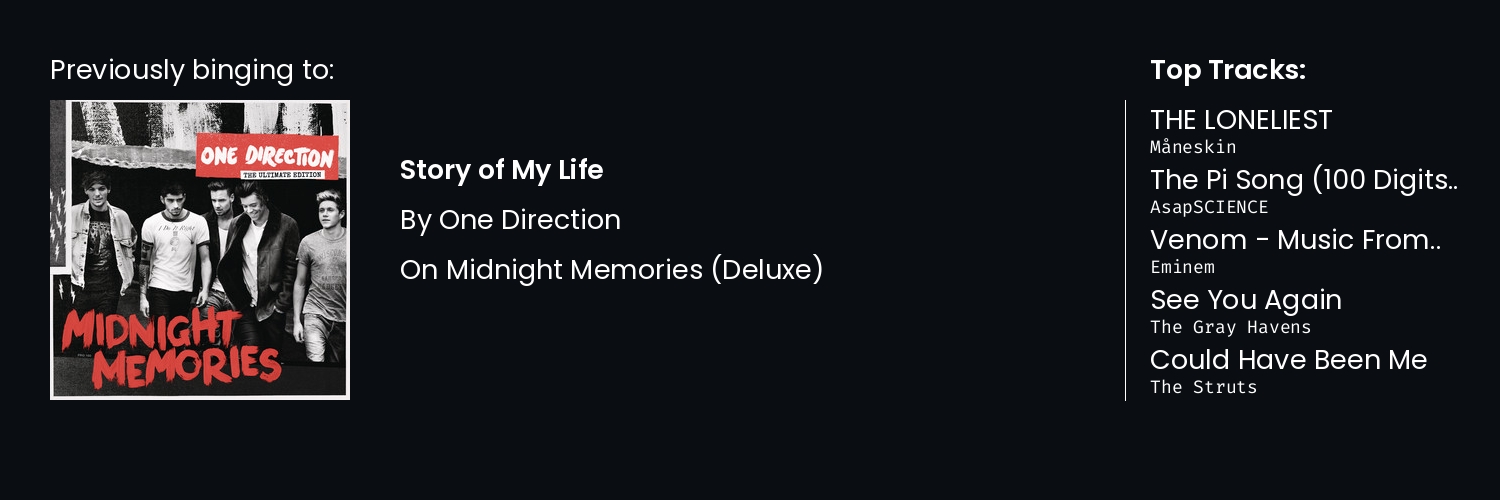 Previously binging to:
ONE DIRECTION
THE ULTIMATE EDITION
I Do It Right
MIDNIGHT
MEMORIES
Story of My Life
By One Direction
On Midnight Memories (Deluxe)
Top Tracks:
THE LONELIEST
Måneskin
The Pi Song (100 Digits..
AsapSCIENCE
Venom - Music From..
Eminem
See You Again
The Gray Havens
Could Have Been Me
The Struts